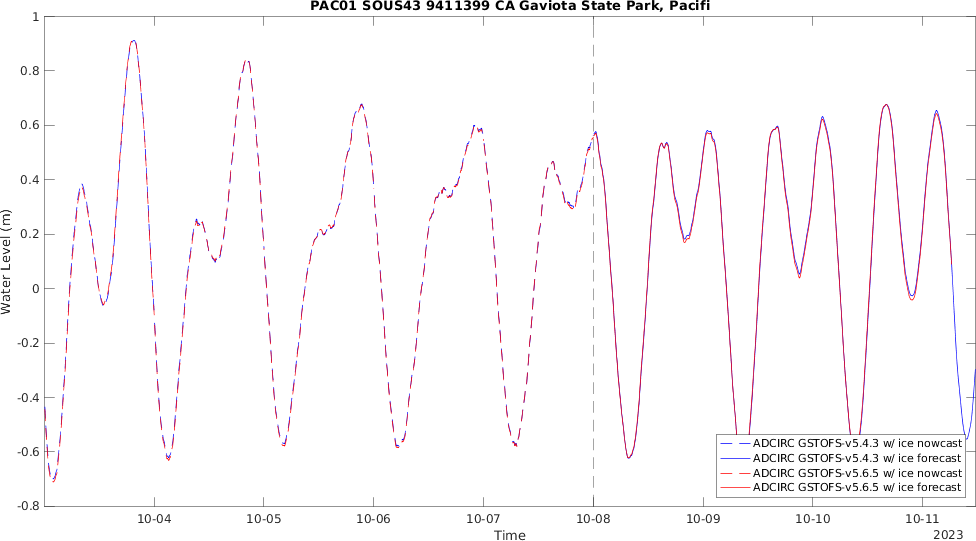 PAC01 SOUS43 9411399 CA Gaviota State Park, Pacifi
1
0.8
0.6
0.4
0.2
0
-0.2
-0.4
-0.6
-0.8
Water Level (m)
10-04 10-05 10-06 10-07 10-08 10-09 10-10 10-11
Time
2023
ADCIRC GSTOFS-v5.4.3 w/ ice nowcast
ADCIRC GSTOFS-v5.4.3 w/ ice forecast
ADCIRC GSTOFS-v5.6.5 w/ ice nowcast
ADCIRC GSTOFS-v5.6.5 w/ ice forecast